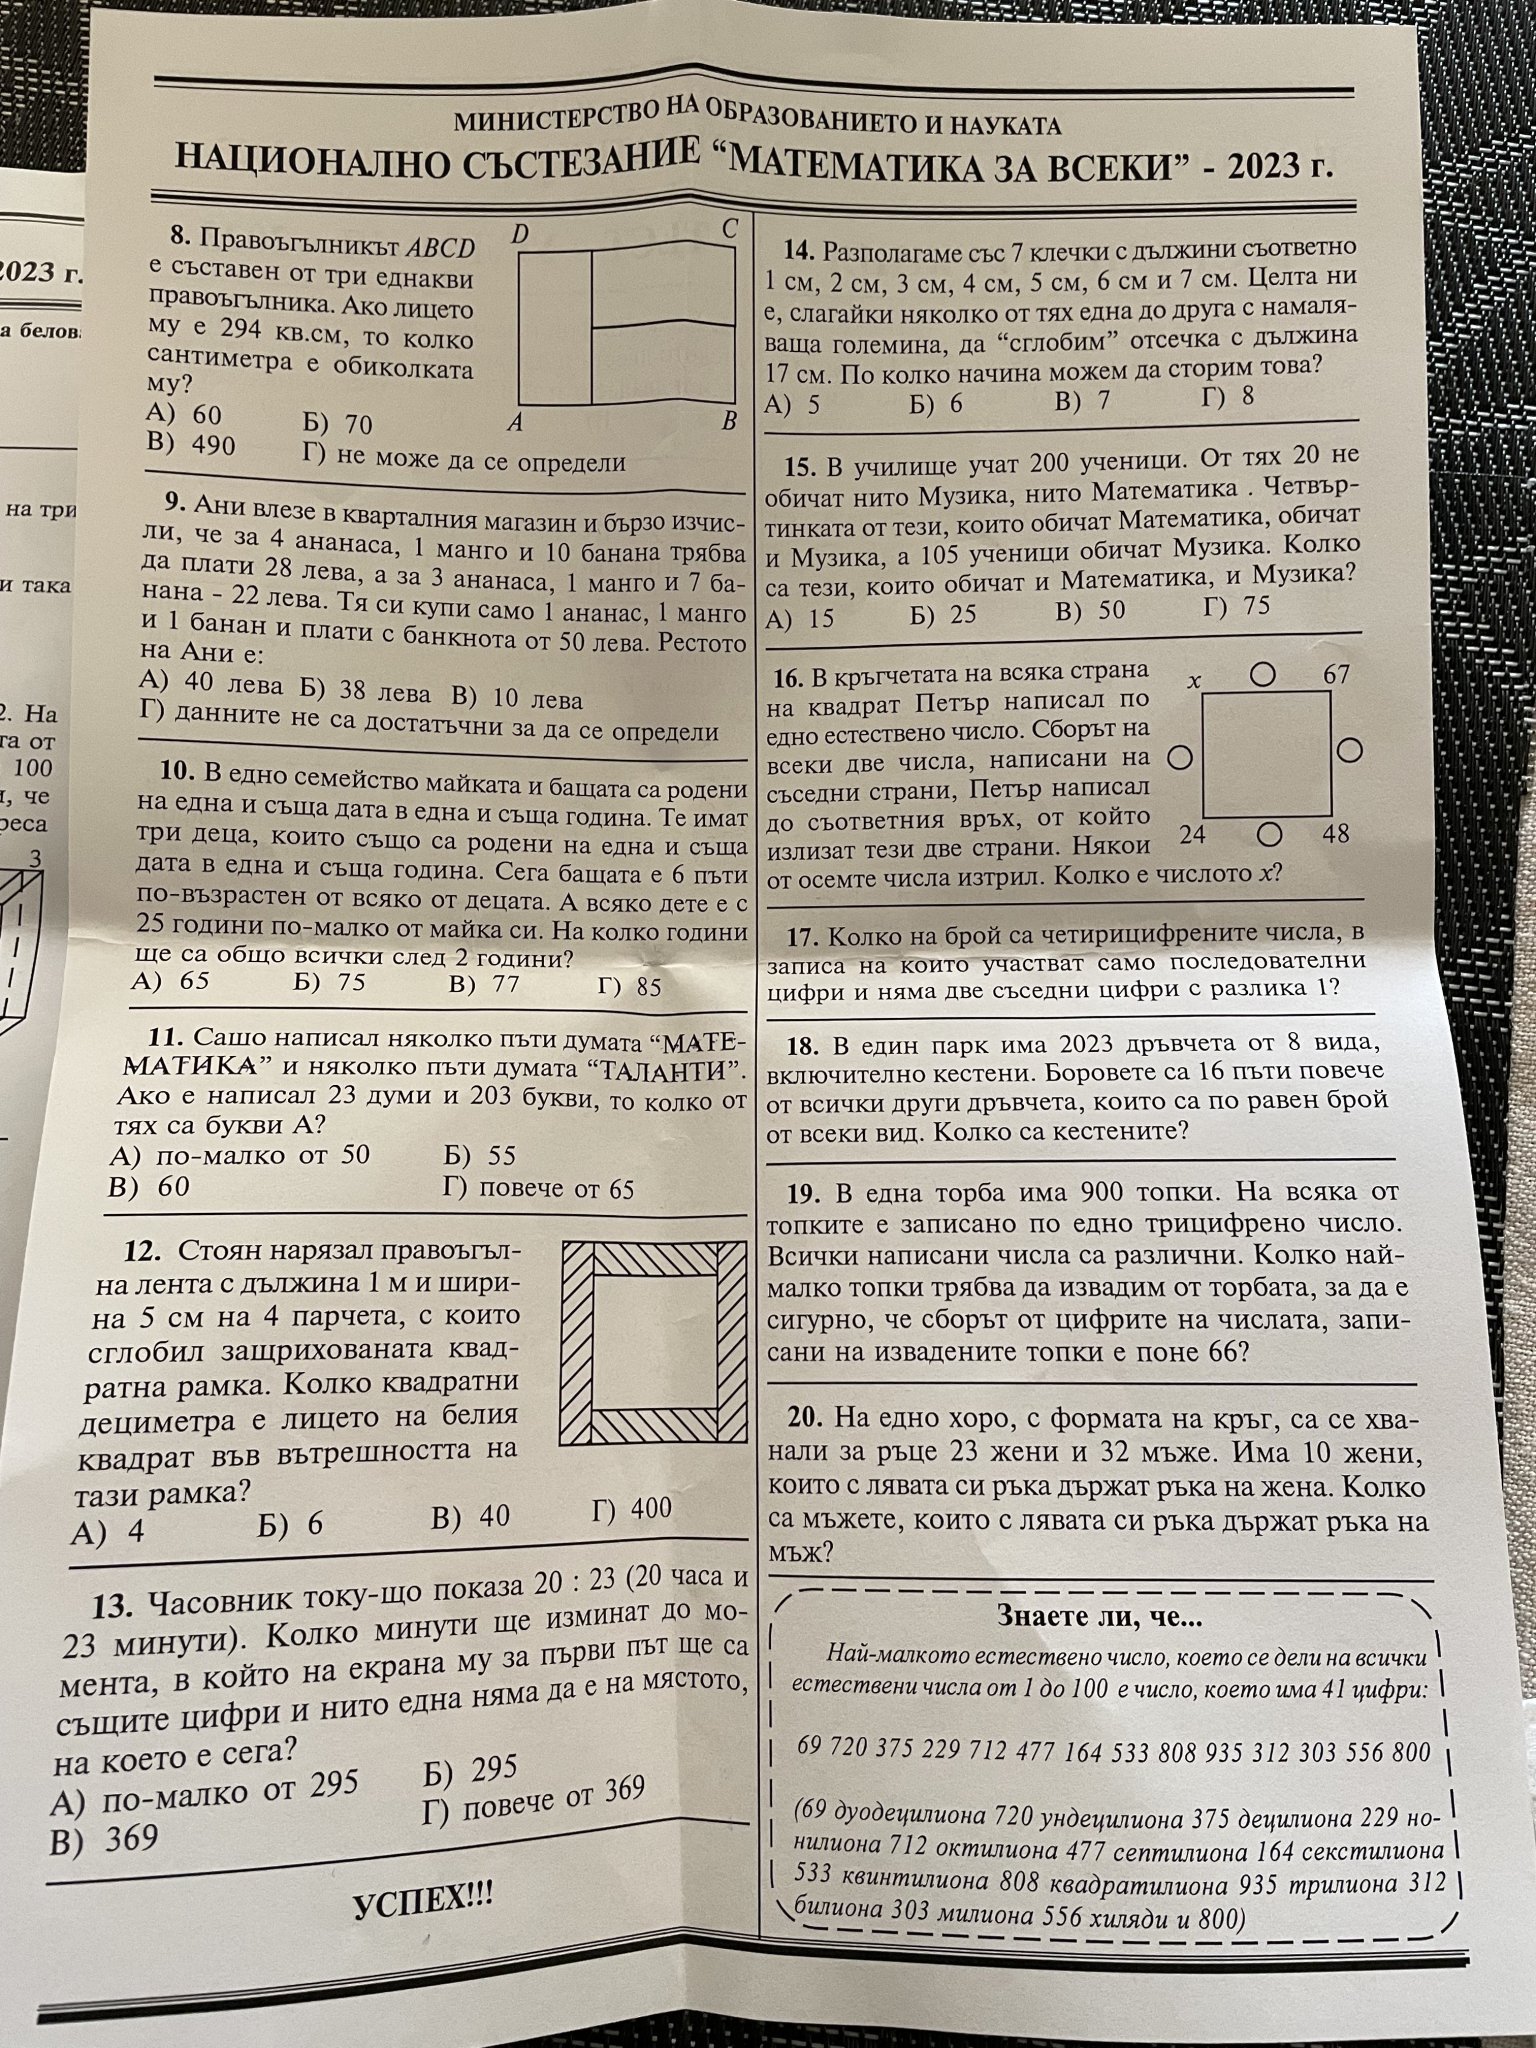 МИНИСТЕРСТВО НА ОБРАЗОВАНИЕТО И НАУКАТА
НАЦИОНАЛНО СЪСТЕЗАНИЕ “МАТЕМАТИКА ЗА ВСЕКИ” - 2023 г.
8. Правоъгълникът ABCD
е съставен от три еднакви
правоъгълника. Ако лицето
му е 294 кв.см, то колко
сантиметра е обиколката
му?
А) 60 Б) 70
В) 490 Г) не може да се определи
D C
A B
9. Ани влезе в кварталния магазин и бързо изчис-
ли, че за 4 ананаса, 1 манго и 10 банана трябва
да плати 28 лева, а за 3 ананаса, 1 манго и 7 ба-
нана - 22 лева. Тя си купи само 1 ананас, 1 манго
и 1 банан и плати с банкнота от 50 лева. Рестото
на Ани е:
А) 40 лева Б) 38 лева В) 10 лева
Г) данните не са достатъчни за да се определи
10. В едно семейство майката и бащата са родени
на една и съща дата в една и съща година. Те имат
три деца, които също са родени на една и съща
дата в една и съща година. Сега бащата е 6 пъти
по-възрастен от всяко от децата. А всяко дете е с
25 години по-малко от майка си. На колко години
ще са общо всички след 2 години?
А) 65 Б) 75 В) 77 Г) 85
11. Сашо написал няколко пъти думата “МАТЕ-
МАТИКА” и няколко пъти думата “ТАЛАНТИ”.
Ако е написал 23 думи и 203 букви, то колко от
тях са букви А?
А) по-малко от 50 Б) 55
В) 60 Г) повече от 65
12. Стоян нарязал правоъгъл-
на лента с дължина 1 м и шири-
на 5 см на 4 парчета, с които
сглобил защрихованата квад-
ратна рамка. Колко квадратни
дециметра е лицето на белия
квадрат във вътрешността на
тази рамка?
А) 4 Б) 6 В) 40 Г) 400
13. Часовник току-що показа 20 : 23 (20 часа и
23 минути). Колко минути ще изминат до мо-
мента, в който на екрана му за първи път ще са
същите цифри и нито една няма да е на мястото,
на което е сега?
А) по-малко от 295 Б) 295
В) 369 Г) повече от 369
УСПЕХ!!!
14. Разполагаме със 7 клечки с дължини съответно
1 см, 2 см, 3 см, 4 см, 5 см, 6 см и 7 см. Целта ни
е, слагайки няколко от тях една до друга с намаля-
ваща големина, да “сглобим” отсечка с дължина
17 см. По колко начина можем да сторим това?
А) 5 Б) 6 В) 7 Г) 8
15. В училище учат 200 ученици. От тях 20 не
обичат нито Музика, нито Математика . Четвър-
тинката от тези, които обичат Математика, обичат
и Музика, а 105 ученици обичат Музика. Колко
са тези, които обичат и Математика, и Музика?
А) 15 Б) 25 В) 50 Г) 75
16. В кръгчетата на всяка страна
на квадрат Петър написал по
едно естествено число. Сборът на
всеки две числа, написани на
съседни страни, Петър написал
до съответния връх, от който
излизат тези две страни. Някои
от осемте числа изтрил. Колко е числото x?
x 67
24 48
17. Колко на брой са четирицифрените числа, в
записа на които участват само последователни
цифри и няма две съседни цифри с разлика 1?
18. В един парк има 2023 дръвчета от 8 вида,
включително кестени. Боровете са 16 пъти повече
от всички други дръвчета, които са по равен брой
от всеки вид. Колко са кестените?
19. В една торба има 900 топки. На всяка от
топките е записано по едно трицифрено число.
Всички написани числа са различни. Колко най-
малко топки трябва да извадим от торбата, за да е
сигурно, че сборът от цифрите на числата, запи-
сани на извадените топки е поне 66?
20. На едно хоро, с формата на кръг, са се хва-
нали за ръце 23 жени и 32 мъже. Има 10 жени,
които с лявата си ръка държат ръка на жена. Колко
са мъжете, които с лявата си ръка държат ръка на
мъж?
Знаете ли, че...
Най-малкото естествено число, което се дели на всички
естествени числа от 1 до 100 е число, което има 41 цифри:
69 720 375 229 712 477 164 533 808 935 312 303 556 800
(69 дуодецилиона 720 ундецилиона 375 децилиона 229 но-
нилиона 712 октилиона 477 септилиона 164 секстилиона
533 квинтилиона 808 квадратилиона 935 трилиона 312
билиона 303 милиона 556 хиляди и 800)
2023 г.
а белов
на три
и така
2. На
та от
100
, че
реса
3